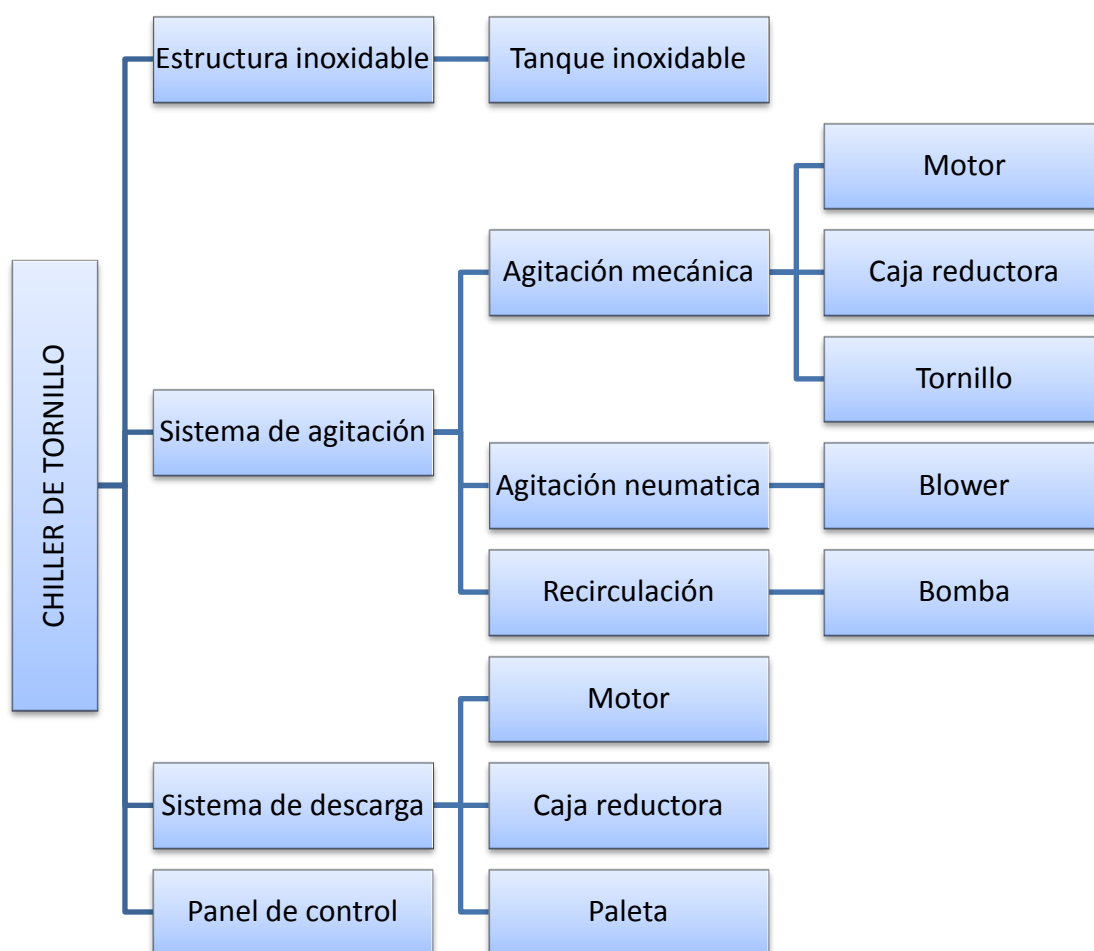 CHILLER DE TORNILLO
Estructura inoxidable
Tanque inoxidable
Sistema de agitación
Agitación mecánica
Motor
Caja reductora
Tornillo
Agitación neumatica
Blower
Recirculación
Bomba
Sistema de descarga
Motor
Caja reductora
Paleta
Panel de control